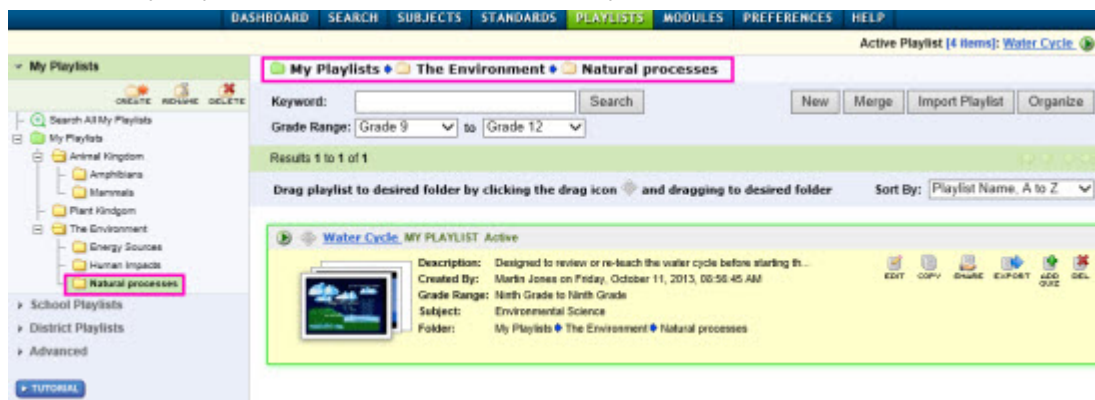 DASHBOARD SEARCH SUBJECTS STANDARDS PLAYLISTS MODULES PREFERENCES HELP
Active Playlist [4 items]: Water Cycle
My Playlists
CREATE RENAME DELETE
Search All My Playlists
My Playlists
Animal Kingdom
Amphibians
Mammals
Plant Kindgom
The Environment
Energy Sources
Human Impacts
Natural processes
School Playlists
District Playlists
Advanced
TUTORIAL
My Playlists The Environment Natural processes
Keyword: Search New Merge Import Playlist Organize
Grade Range: Grade 9 to Grade 12
Results 1 to 1 of 1
Drag playlist to desired folder by clicking the drag icon and dragging to desired folder Sort By: Playlist Name, A to Z
Water Cycle MY PLAYLIST Active
Description: Designed to review or re-teach the water cycle before starting th...
Created By: Martin Jones on Friday, October 11, 2013, 08:56:45 AM
Grade Range: Ninth Grade to Ninth Grade
Subject: Environmental Science
Folder: My Playlists The Environment Natural processes
EDIT COPY SHARE EXPORT ADD QUIZ DEL